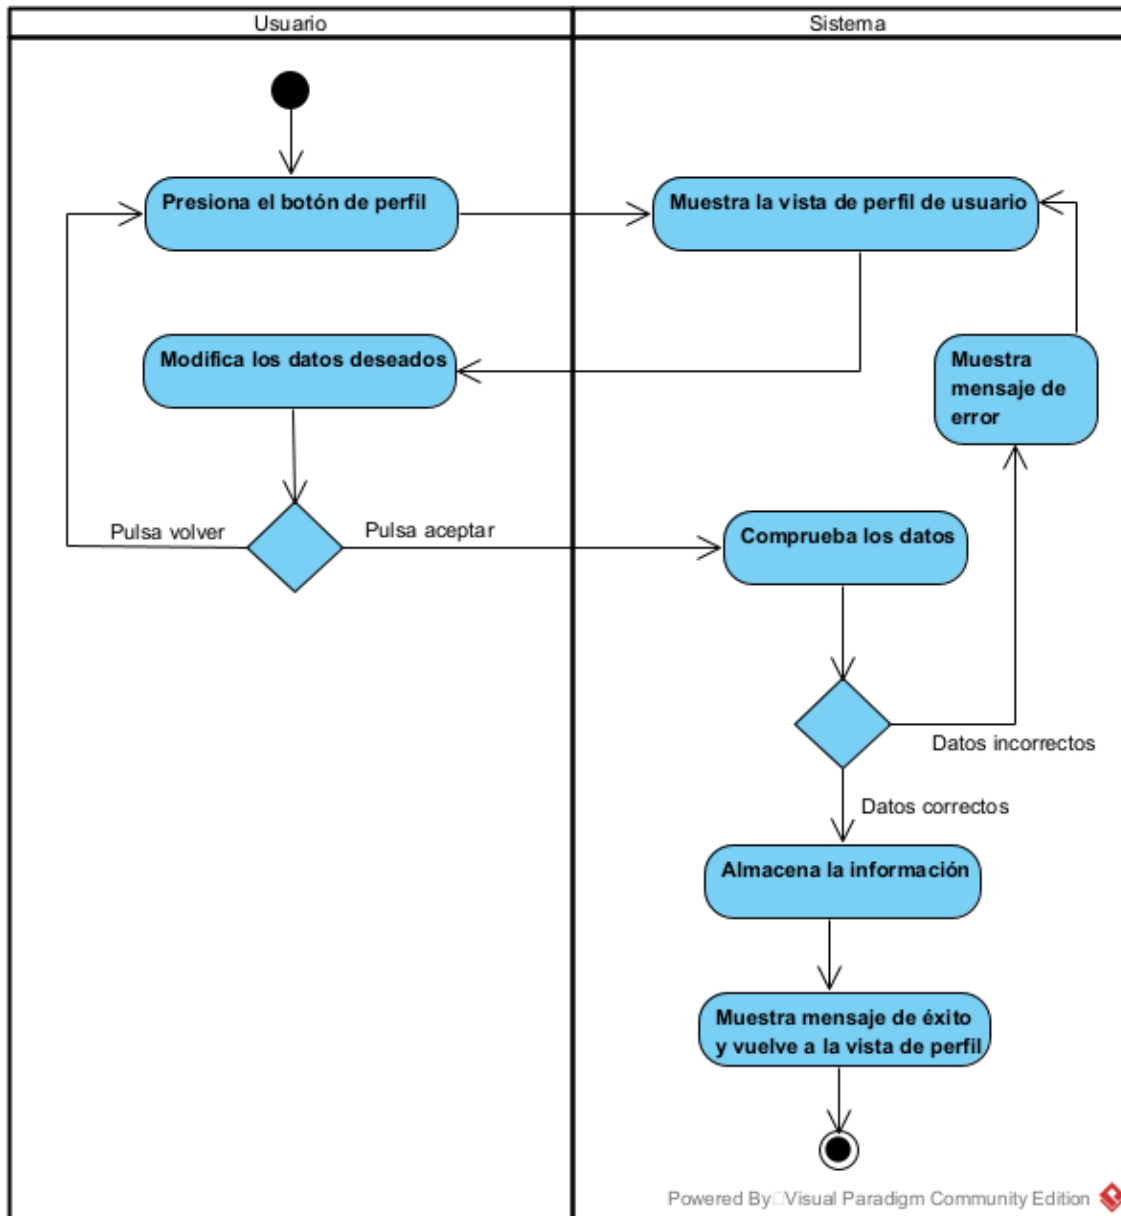 Usuario
Sistema
Presiona el botón de perfil
Muestra la vista de perfil de usuario
Modifica los datos deseados
Muestra
mensaje de
error
Pulsa volver
Pulsa aceptar
Comprueba los datos
Datos incorrectos
Datos correctos
Almacena la información
Muestra mensaje de éxito
y vuelve a la vista de perfil
Powered By Visual Paradigm Community Edition